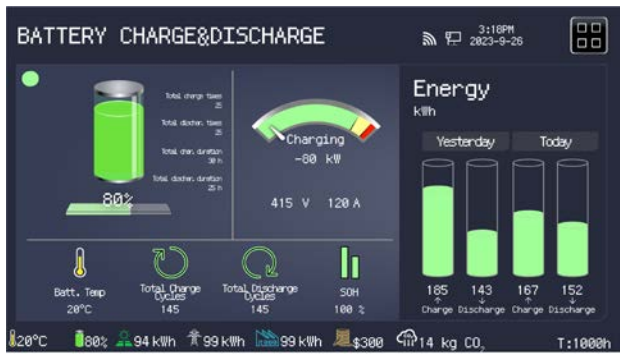 BATTERY CHARGE&DISCHARGE
3:18PM
2023-9-26
Total charge times
25
Total dischar. times
25
Total char. duration
30 h
Total dischar. duration
25 h
80%
Charging
-80 kW
415 V 120 A
Energy
kWh
Yesterday Today
185 143 167 152
Charge Discharge Charge Discharge
Batt. Temp
20°C
Total Charge
Cycles
145
Total Discharge
Cycles
145
SOH
100 %
20°C 80% 94 kWh 99 kWh 99 kWh $300 14 kg CO₂ T:1000h